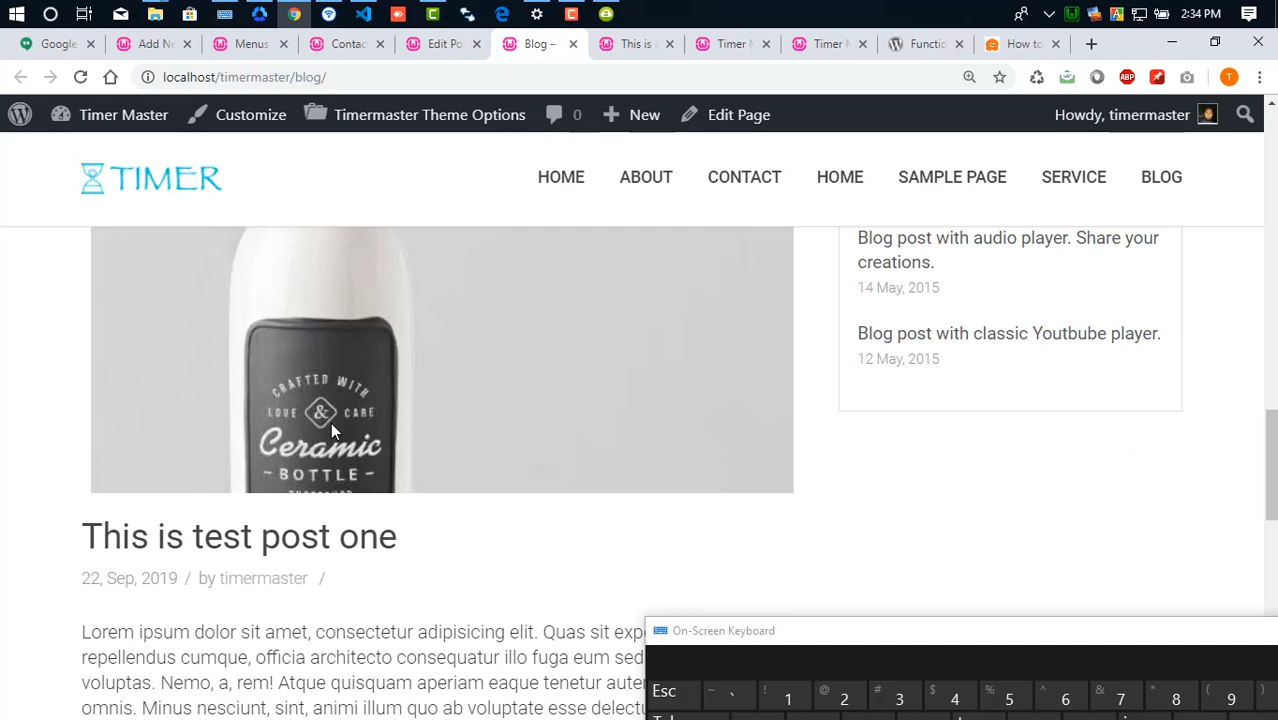 2:34 PM
Google
Add Ne
Menus
Contac
Edit Po
Blog –
This is
Timer M
Timer M
Functio
How to
localhost/timermaster/blog/
ABP
T
Timer Master
Customize
Timermaster Theme Options
0
New
Edit Page
Howdy, timermaster
TIMER
HOME
ABOUT
CONTACT
HOME
SAMPLE PAGE
SERVICE
BLOG
Blog post with audio player. Share your
creations.
14 May, 2015
Blog post with classic Youtbube player.
12 May, 2015
CRAFTED WITH
LOVE & CARE
Ceramic
- BOTTLE -
This is test post one
22, Sep, 2019 / by timermaster /
Lorem ipsum dolor sit amet, consectetur adipisicing elit. Quas sit exp
repellendus cumque, officia architecto consequatur illo fuga eum sed
voluptas. Nemo, a, rem! Atque quisquam aperiam eaque tenetur aute
omnis. Minus nesciunt, sint, animi illum quo ab voluptate esse delectu
On-Screen Keyboard
Esc ~ ` ! 1 @ 2 # 3 $ 4 % 5 ^ 6 & 7 * 8 ( 9 )